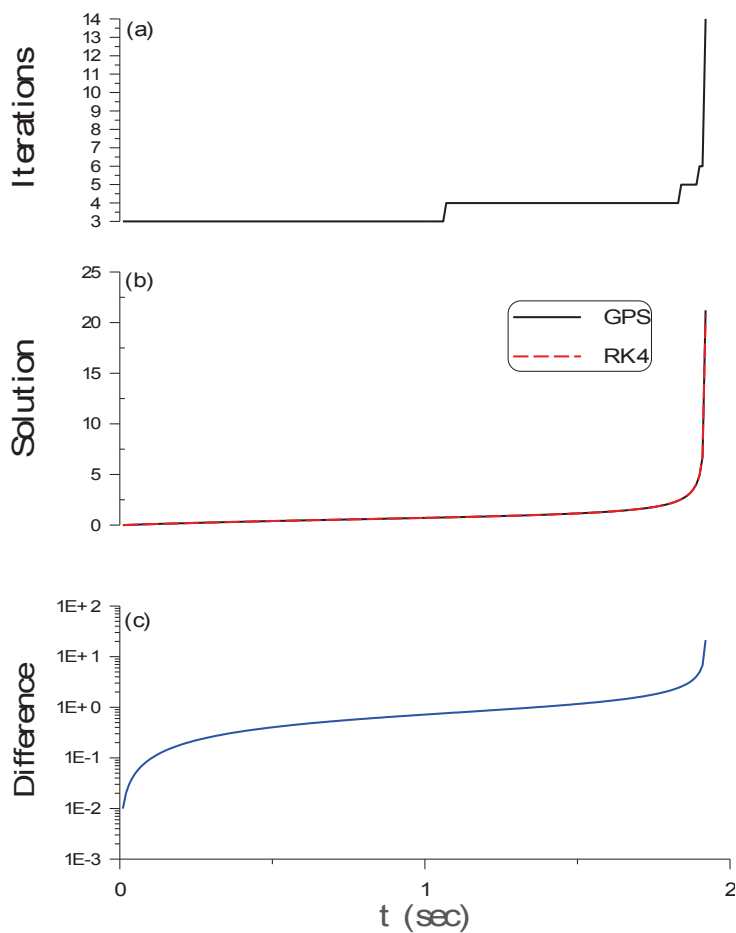 (a)
14
13
12
11
10
9
8
7
6
5
4
3
Iterations
(b)
25
20
15
10
5
0
Solution
GPS
RK4
(c)
1E+2
1E+1
1E+0
1E-1
1E-2
1E-3
Difference
0 1 2
t (sec)